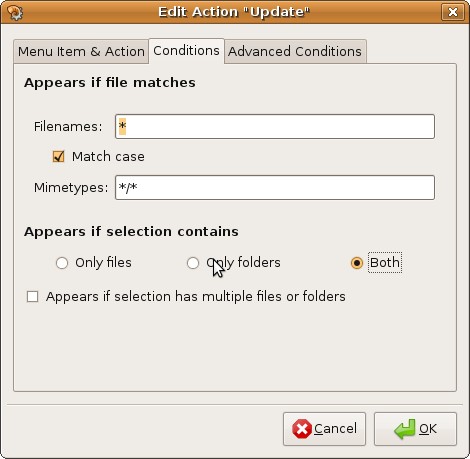 Edit Action "Update"
Menu Item & Action Conditions Advanced Conditions
Appears if file matches
Filenames: *
Match case
Mimetypes: */*
Appears if selection contains
Only files Only folders Both
Appears if selection has multiple files or folders
Cancel OK